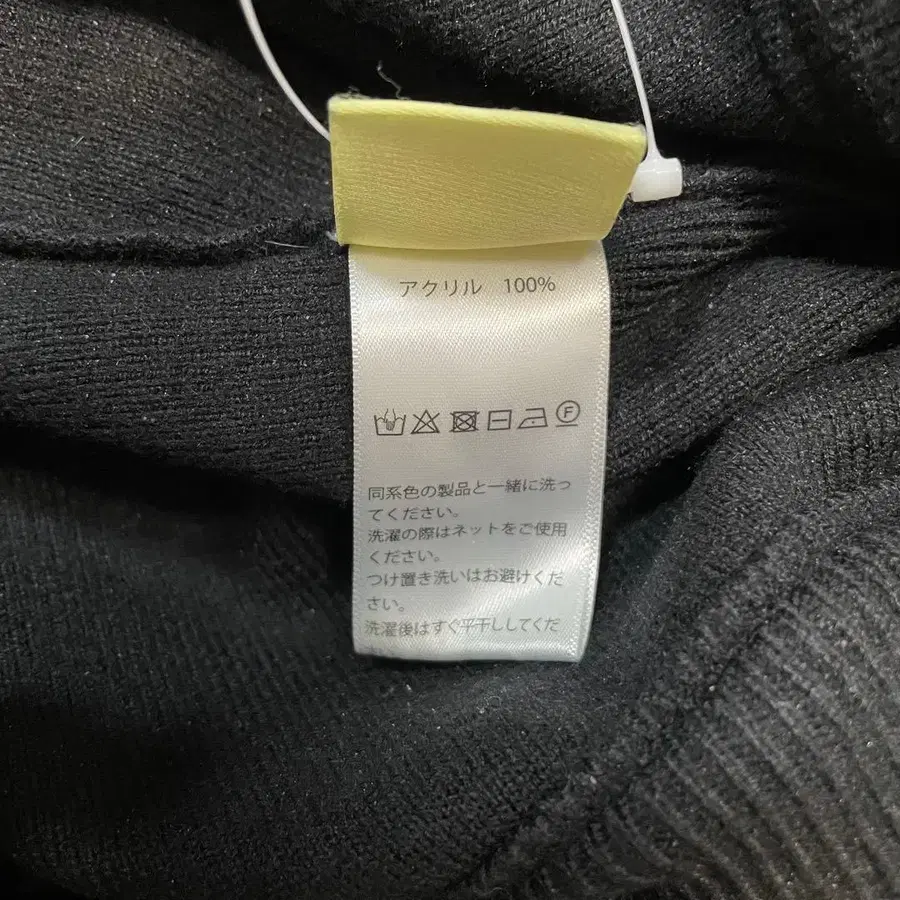 アクリル 100%
F
同系色の製品と一緒に洗っ
てください。
洗濯の際はネットをご使用
ください。
つけ置き洗いはお避けくだ
さい。
洗濯後はすぐ平干ししてくだ